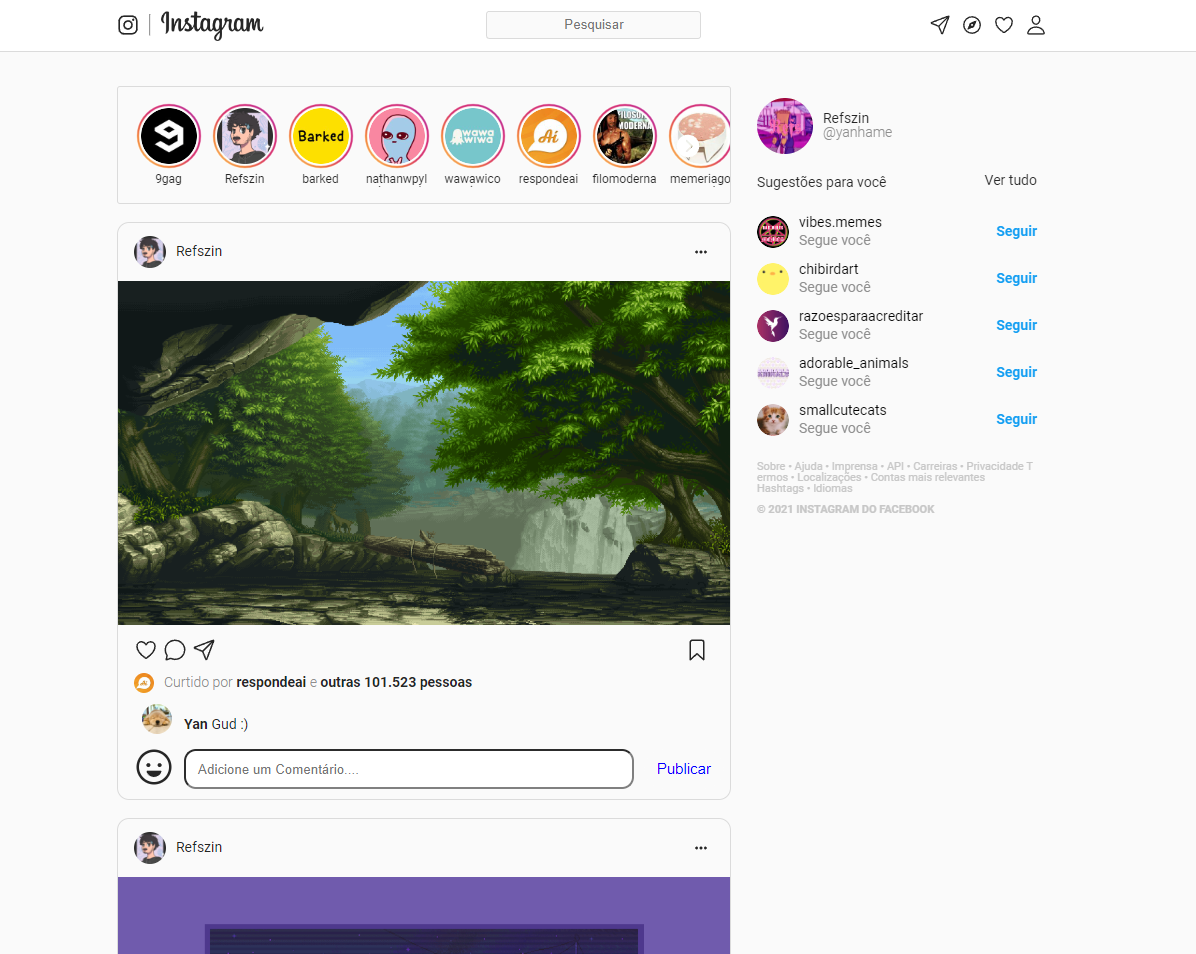 Instagram
Pesquisar
9gag
Refszin
barked
nathanwpyl
wawawico
respondeai
filomoderna
memeriago
Barked
wawa
wiwa
Ai
FILOSOF
MODERNA
Refszin
@yanhame
Sugestões para você
Ver tudo
vibes.memes
Segue você
Seguir
chibirdart
Segue você
Seguir
razoesparaacreditar
Segue você
Seguir
adorable_animals
Segue você
Seguir
smallcutecats
Segue você
Seguir
Sobre • Ajuda • Imprensa • API • Carreiras • Privacidade T
ermos • Localizações • Contas mais relevantes
Hashtags • Idiomas
© 2021 INSTAGRAM DO FACEBOOK
Refszin
Curtido por respondeai e outras 101.523 pessoas
Yan Gud :)
Adicione um Comentário....
Publicar
Refszin